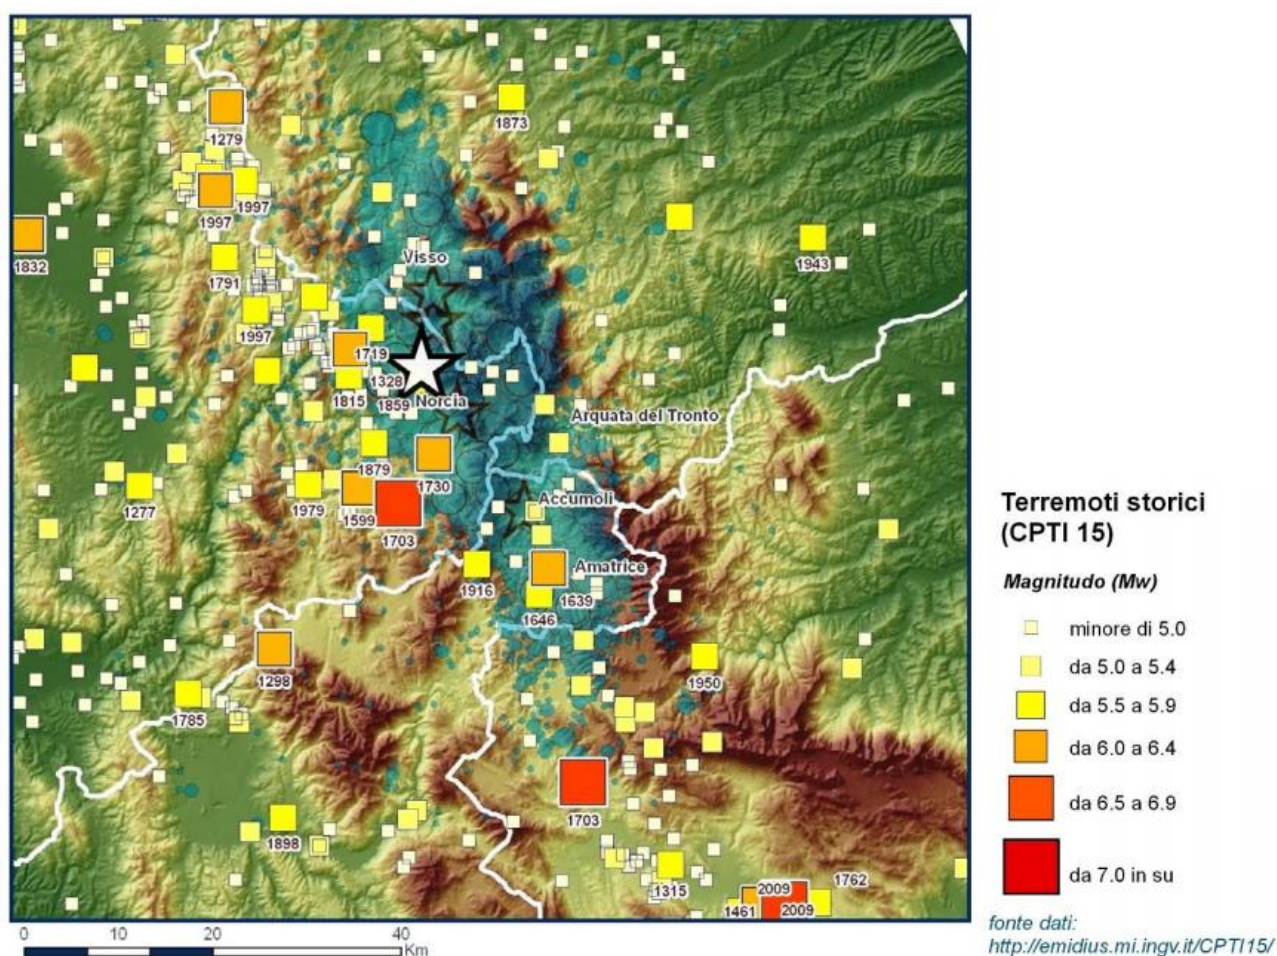 1279
1873
1997
1997
1832
Visso
1943
1791
1997
1719
1328
1815
1859
Norcia
Arquata del Tronto
1879
1730
1277
1979
1599
Accumoli
1703
1916
Amatrice
1639
1646
1298
1950
1785
1703
1898
1315
2009
1762
1461
2009
0
10
20
40
Km
Terremoti storici
(CPTI 15)
Magnitudo (Mw)
minore di 5.0
da 5.0 a 5.4
da 5.5 a 5.9
da 6.0 a 6.4
da 6.5 a 6.9
da 7.0 in su
fonte dati:
http://emidius.mi.ingv.it/CPTI15/